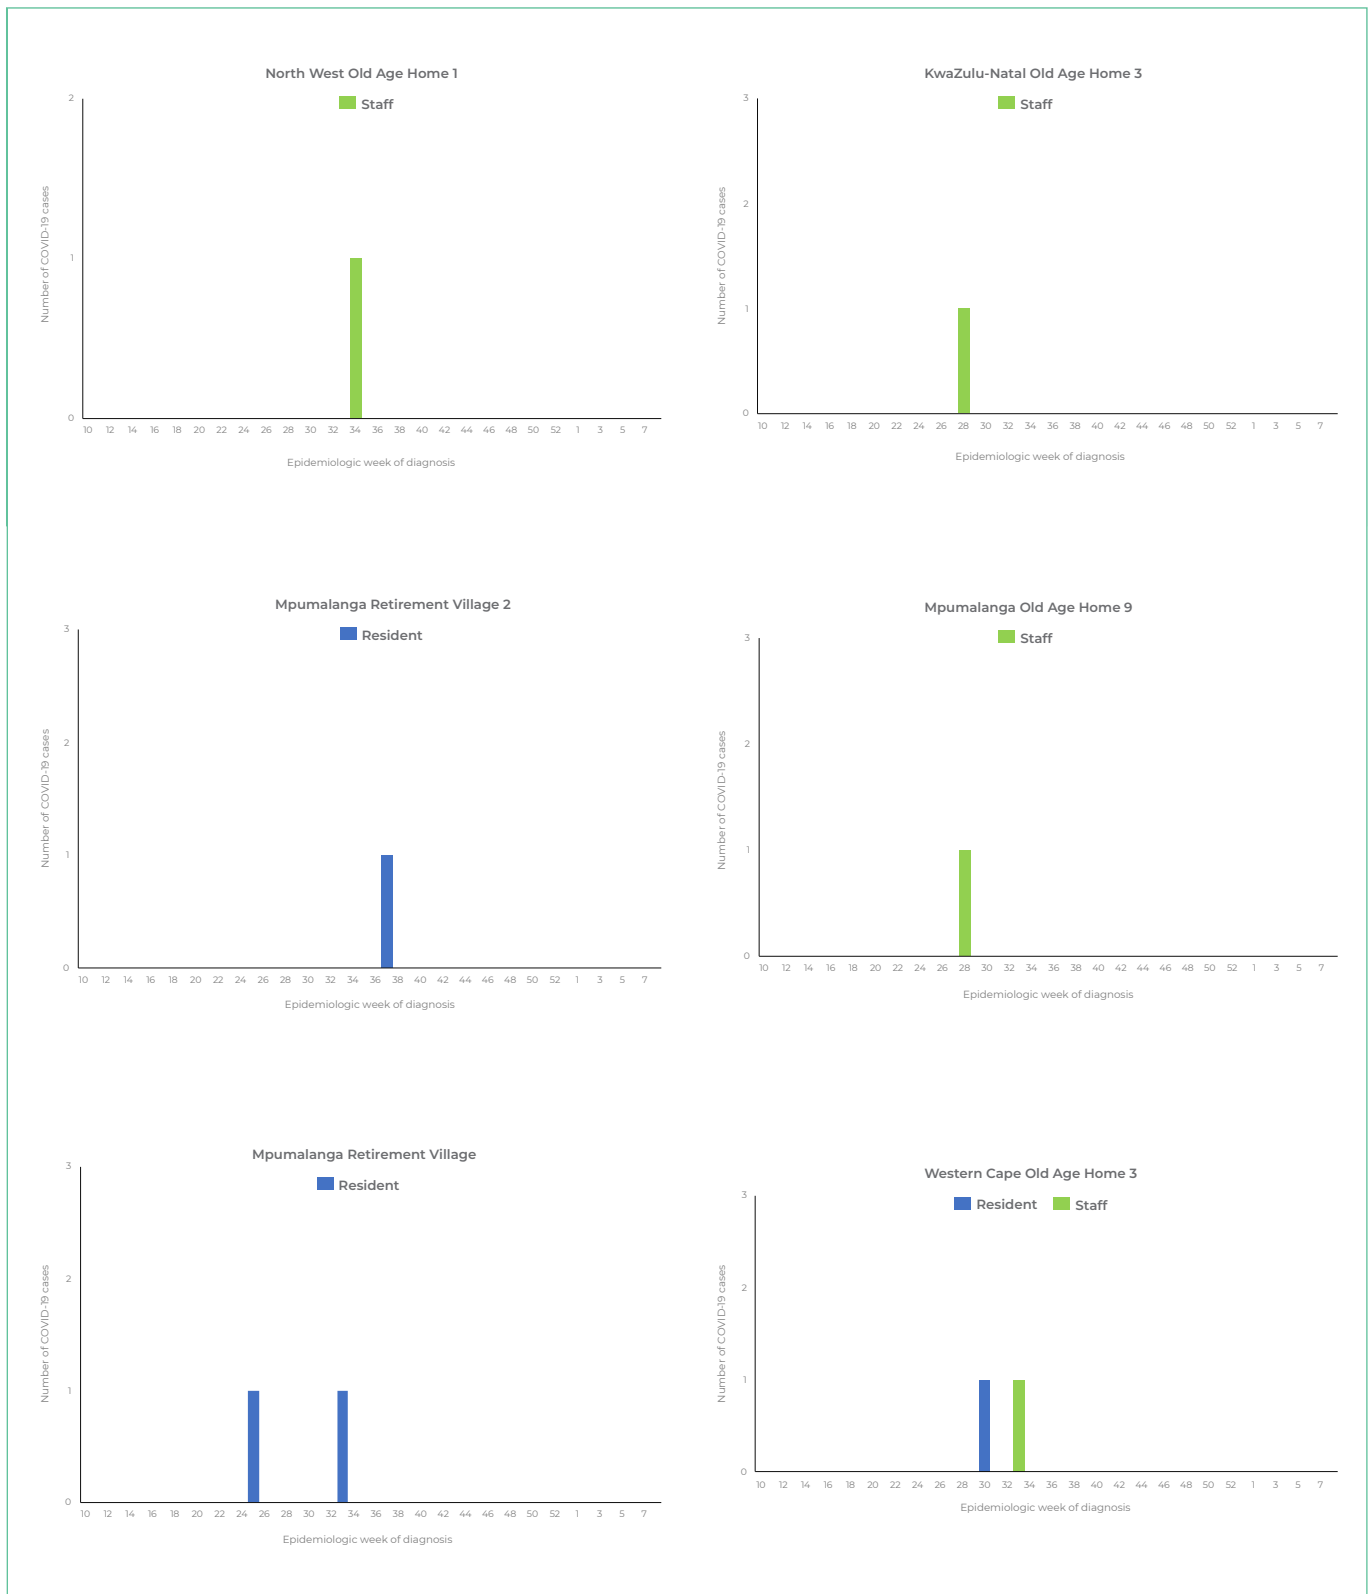 North West Old Age Home 1
Staff
Number of COVID-19 cases
2
1
0
10 12 14 16 18 20 22 24 26 28 30 32 34 36 38 40 42 44 46 48 50 52 1 3 5 7
Epidemiologic week of diagnosis
KwaZulu-Natal Old Age Home 3
Staff
Number of COVID-19 cases
3
2
1
0
10 12 14 16 18 20 22 24 26 28 30 32 34 36 38 40 42 44 46 48 50 52 1 3 5 7
Epidemiologic week of diagnosis
Mpumalanga Retirement Village 2
Resident
Number of COVID-19 cases
3
2
1
0
10 12 14 16 18 20 22 24 26 28 30 32 34 36 38 40 42 44 46 48 50 52 1 3 5 7
Epidemiologic week of diagnosis
Mpumalanga Old Age Home 9
Staff
Number of COVID-19 cases
3
2
1
0
10 12 14 16 18 20 22 24 26 28 30 32 34 36 38 40 42 44 46 48 50 52 1 3 5 7
Epidemiologic week of diagnosis
Mpumalanga Retirement Village
Resident
Number of COVID-19 cases
3
2
1
0
10 12 14 16 18 20 22 24 26 28 30 32 34 36 38 40 42 44 46 48 50 52 1 3 5 7
Epidemiologic week of diagnosis
Western Cape Old Age Home 3
Resident Staff
Number of COVID-19 cases
3
2
1
0
10 12 14 16 18 20 22 24 26 28 30 32 34 36 38 40 42 44 46 48 50 52 1 3 5 7
Epidemiologic week of diagnosis